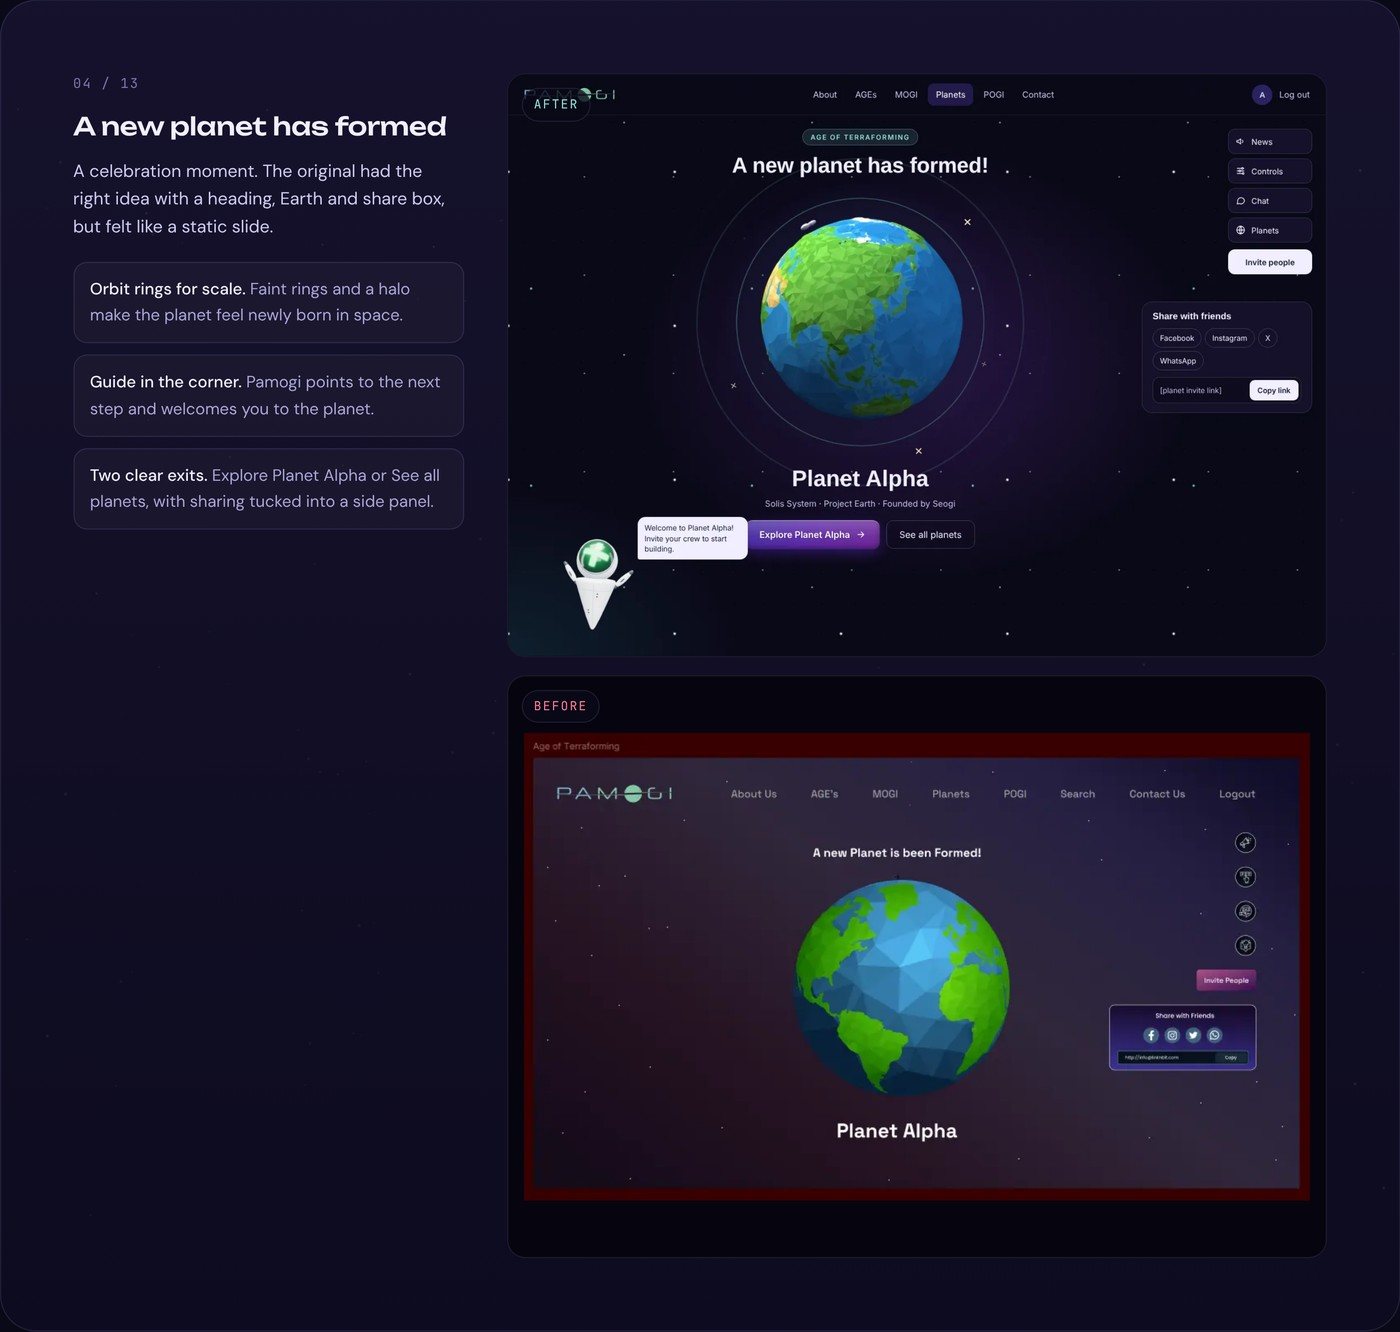 04 / 13
A new planet has formed
A celebration moment. The original had the
right idea with a heading, Earth and share box,
but felt like a static slide.
Orbit rings for scale. Faint rings and a halo
make the planet feel newly born in space.
Guide in the corner. Pamogi points to the next
step and welcomes you to the planet.
Two clear exits. Explore Planet Alpha or See all
planets, with sharing tucked into a side panel.
PAMOGI
AFTER
About AGEs MOGI Planets POGI Contact
A Log out
AGE OF TERRAFORMING
A new planet has formed!
News
Controls
Chat
Planets
Invite people
Share with friends
Facebook Instagram X
WhatsApp
[planet invite link] Copy link
Planet Alpha
Solis System · Project Earth · Founded by Seogi
Welcome to Planet Alpha!
Invite your crew to start
building.
Explore Planet Alpha →
See all planets
BEFORE
Age of Terraforming
PAMOGI
About Us AGE's MOGI Planets POGI Search Contact Us Logout
A new Planet is been Formed!
Invite People
Share with Friends
Copy
Planet Alpha